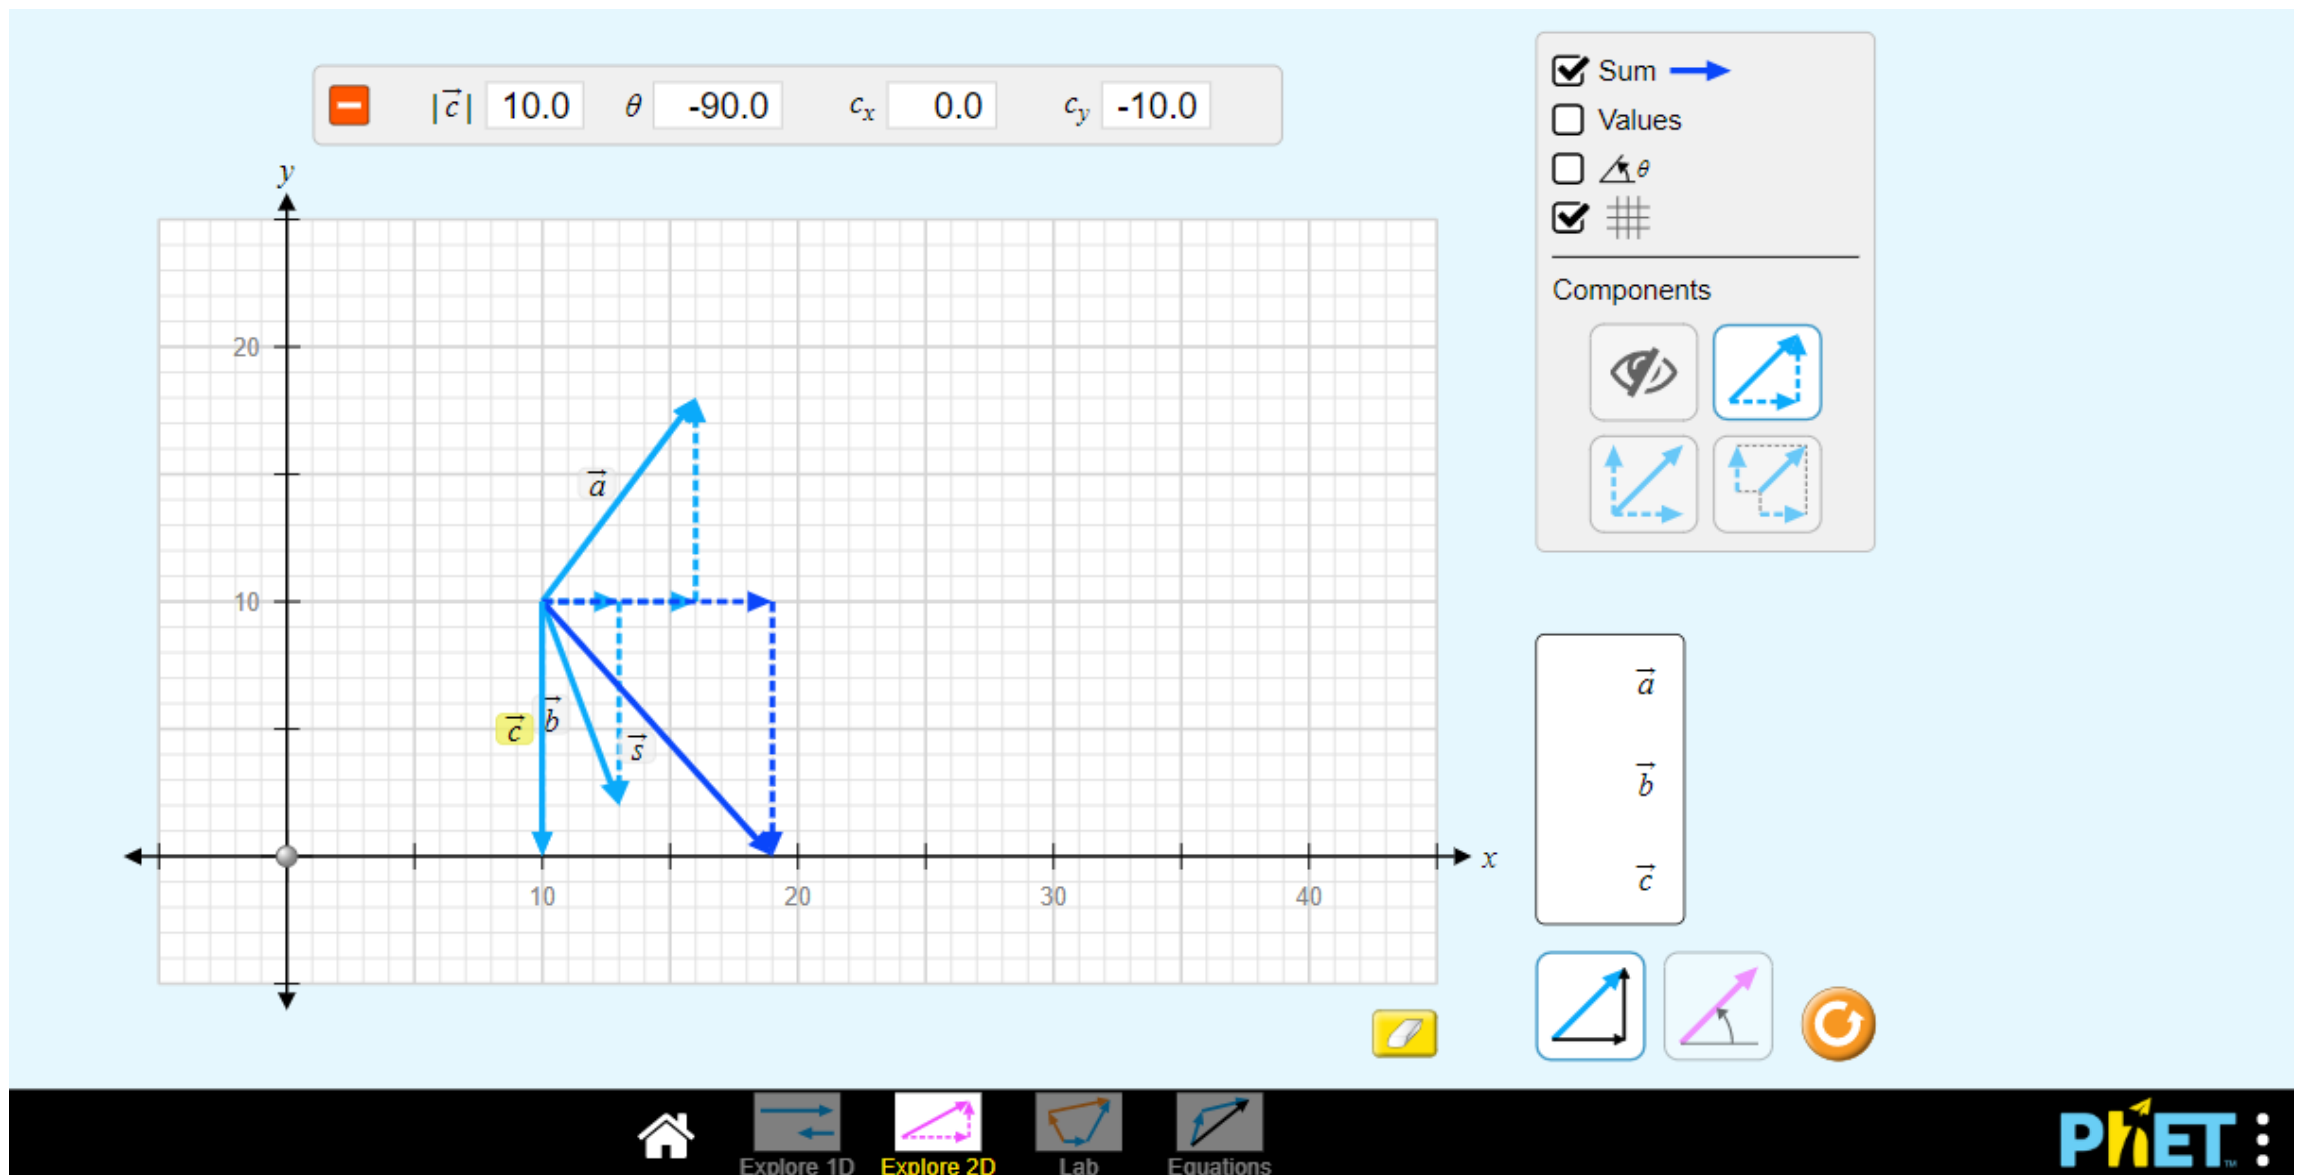 |c⃗| 10.0 θ -90.0 cx 0.0 cy -10.0
Sum
Values
θ
Components
y
20
10
a⃗
c⃗
b⃗
s⃗
x
10 20 30 40
a⃗
b⃗
c⃗
Explore 1D Explore 2D Lab Equations
PhET